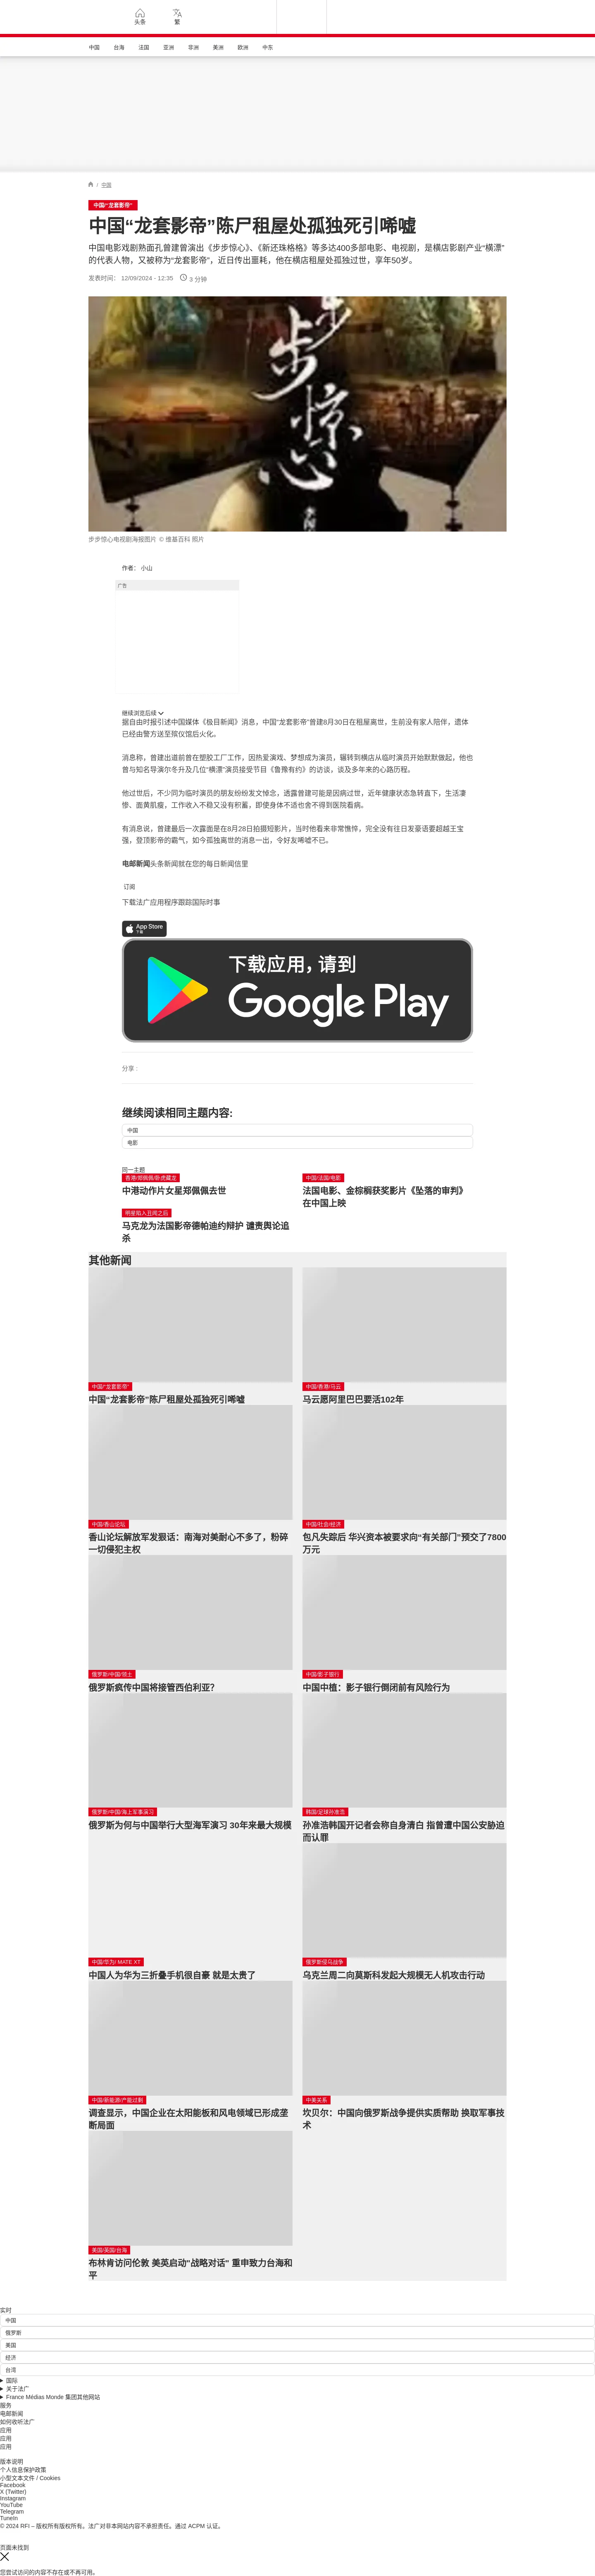 头条
繁
中国
台海
法国
亚洲
非洲
美洲
欧洲
中东
/ 中国
中国/“龙套影帝”
中国“龙套影帝”陈尸租屋处孤独死引唏嘘
中国电影戏剧熟面孔曾建曾演出《步步惊心》、《新还珠格格》等多达400多部电影、电视剧，是横店影剧产业“横漂”
的代表人物，又被称为“龙套影帝”，近日传出噩耗，他在横店租屋处孤独过世，享年50岁。
发表时间： 12/09/2024 - 12:35
3 分钟
步惊心
步步惊心电视剧海报图片 © 维基百科 照片
作者： 小山
广告
继续浏览后续
据自由时报引述中国媒体《极目新闻》消息，中国“龙套影帝”曾建8月30日在租屋离世，生前没有家人陪伴，遗体
已经由警方送至殡仪馆后火化。
消息称，曾建出道前曾在塑胶工厂工作，因热爱演戏、梦想成为演员，辗转到横店从临时演员开始默默做起，他也
曾与知名导演尔冬升及几位“横漂”演员接受节目《鲁豫有约》的访谈，谈及多年来的心路历程。
他过世后，不少同为临时演员的朋友纷纷发文悼念，透露曾建可能是因病过世，近年健康状态急转直下，生活凄
惨、面黄肌瘦，工作收入不稳又没有积蓄，即使身体不适也舍不得到医院看病。
有消息说，曾建最后一次露面是在8月28日拍摄短影片，当时他看来非常憔悴，完全没有往日发豪语要超越王宝
强，登顶影帝的霸气，如今孤独离世的消息一出，令好友唏嘘不已。
电邮新闻头条新闻就在您的每日新闻信里
订阅
下载法广应用程序跟踪国际时事
App Store
下载
下载应用，请到
Google Play
分享 :
继续阅读相同主题内容:
中国
电影
同一主题
香港/郑佩佩/卧虎藏龙
中港动作片女星郑佩佩去世
中国/法国/电影
法国电影、金棕榈获奖影片《坠落的审判》
在中国上映
明星陷入丑闻之后
马克龙为法国影帝德帕迪约辩护 谴责舆论追
杀
其他新闻
中国/“龙套影帝”
中国“龙套影帝”陈尸租屋处孤独死引唏嘘
中国/香港/马云
马云愿阿里巴巴要活102年
中国/香山论坛
香山论坛解放军发狠话：南海对美耐心不多了，粉碎
一切侵犯主权
中国/社会/经济
包凡失踪后 华兴资本被要求向“有关部门”预交了7800
万元
俄罗斯/中国/领土
俄罗斯疯传中国将接管西伯利亚？
中国/影子银行
中国中植：影子银行倒闭前有风险行为
俄罗斯/中国/海上军事演习
俄罗斯为何与中国举行大型海军演习 30年来最大规模
韩国/足球孙准浩
孙准浩韩国开记者会称自身清白 指曾遭中国公安胁迫
而认罪
中国/华为/ MATE XT
中国人为华为三折叠手机很自豪 就是太贵了
俄罗斯侵乌战争
乌克兰周二向莫斯科发起大规模无人机攻击行动
中国/新能源/产能过剩
调查显示，中国企业在太阳能板和风电领域已形成垄
断局面
中美关系
坎贝尔：中国向俄罗斯战争提供实质帮助 换取军事技
术
美国/英国/台海
布林肯访问伦敦 美英启动"战略对话" 重申致力台海和
平
实时
中国
俄罗斯
美国
经济
台湾
国际
关于法广
France Médias Monde 集团其他网站
服务
电邮新闻
如何收听法广
应用
应用
应用
版本说明
个人信息保护政策
小型文本文件 / Cookies
Facebook
X (Twitter)
Instagram
YouTube
Telegram
TuneIn
© 2024 RFI – 版权所有版权所有。法广对非本网站内容不承担责任。通过 ACPM 认证。
页面未找到
您尝试访问的内容不存在或不再可用。